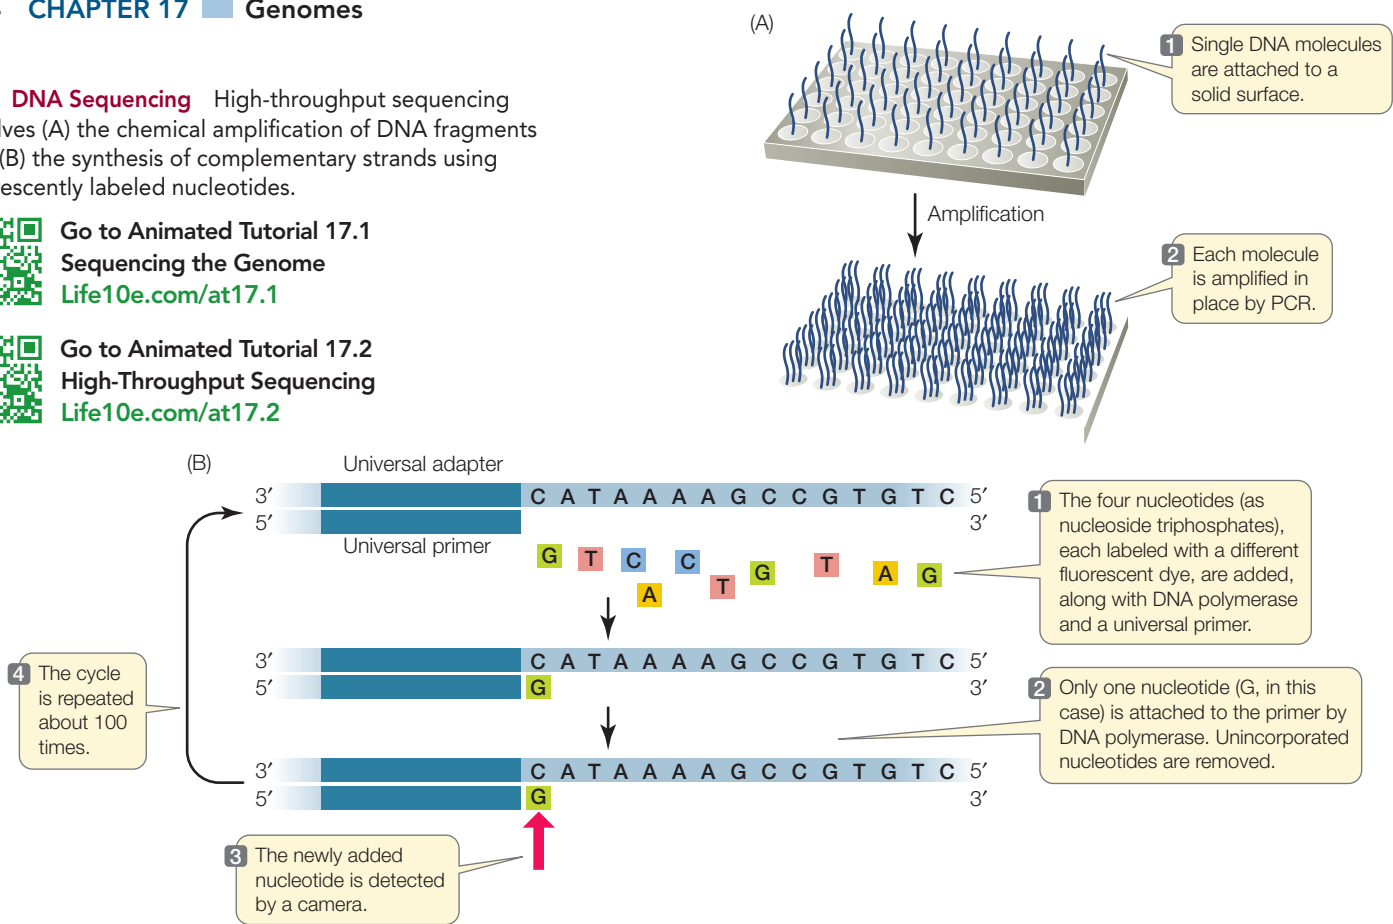 CHAPTER 17 Genomes
DNA Sequencing High-throughput sequencing
(A) the chemical amplification of DNA fragments
(B) the synthesis of complementary strands using
labeled nucleotides.
Go to Animated Tutorial 17.1
Sequencing the Genome
Life10e.com/at17.1
Go to Animated Tutorial 17.2
High-Throughput Sequencing
Life10e.com/at17.2
(A)
1 Single DNA molecules
are attached to a
solid surface.
Amplification
2 Each molecule
is amplified in
place by PCR.
(B)
Universal adapter
3′ C A T A A A A G C C G T G T C 5′
5′ 3′
Universal primer
G T C C G T A G
A T
1 The four nucleotides (as
nucleoside triphosphates),
each labeled with a different
fluorescent dye, are added,
along with DNA polymerase
and a universal primer.
3′ C A T A A A A G C C G T G T C 5′
5′ G 3′
2 Only one nucleotide (G, in this
case) is attached to the primer by
DNA polymerase. Unincorporated
nucleotides are removed.
3′ C A T A A A A G C C G T G T C 5′
5′ G 3′
3 The newly added
nucleotide is detected
by a camera.
4 The cycle
is repeated
about 100
times.